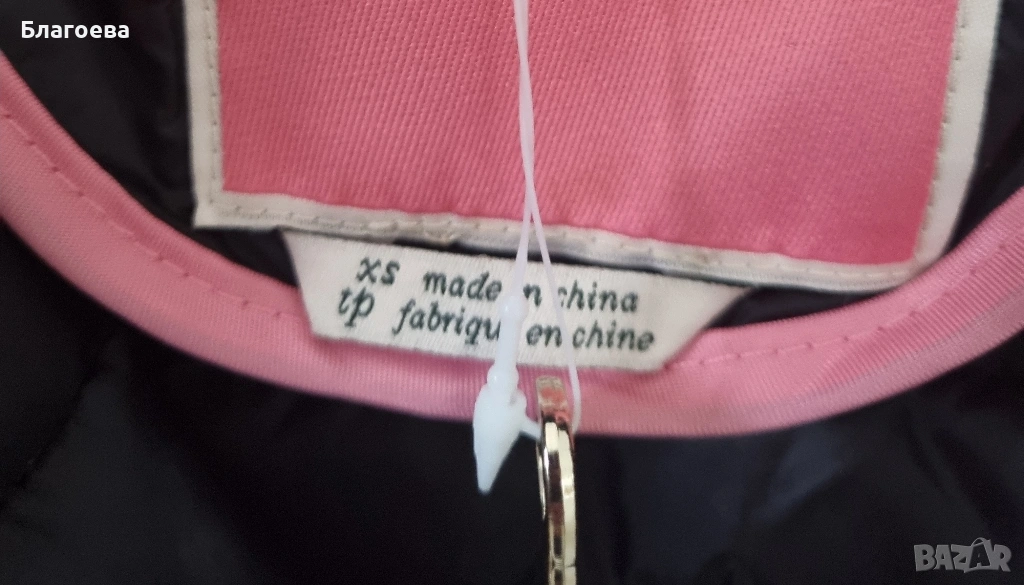 Благоева
xs made in china
tp fabriqué en chine
BAZAR